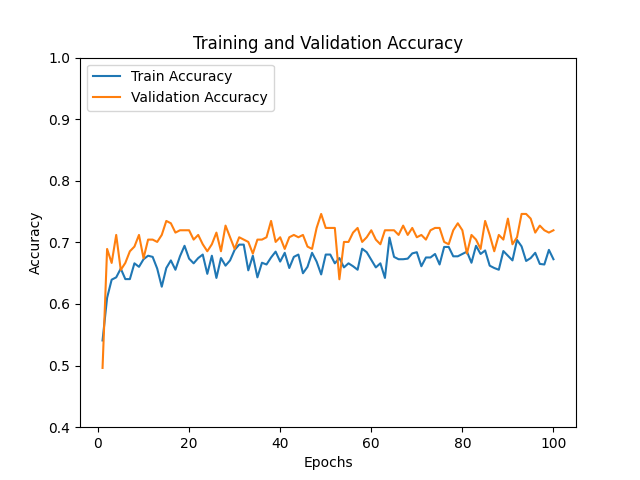 Training and Validation Accuracy
Train Accuracy
Validation Accuracy
1.0
0.9
0.8
0.7
0.6
0.5
0.4
Accuracy
0 20 40 60 80 100
Epochs